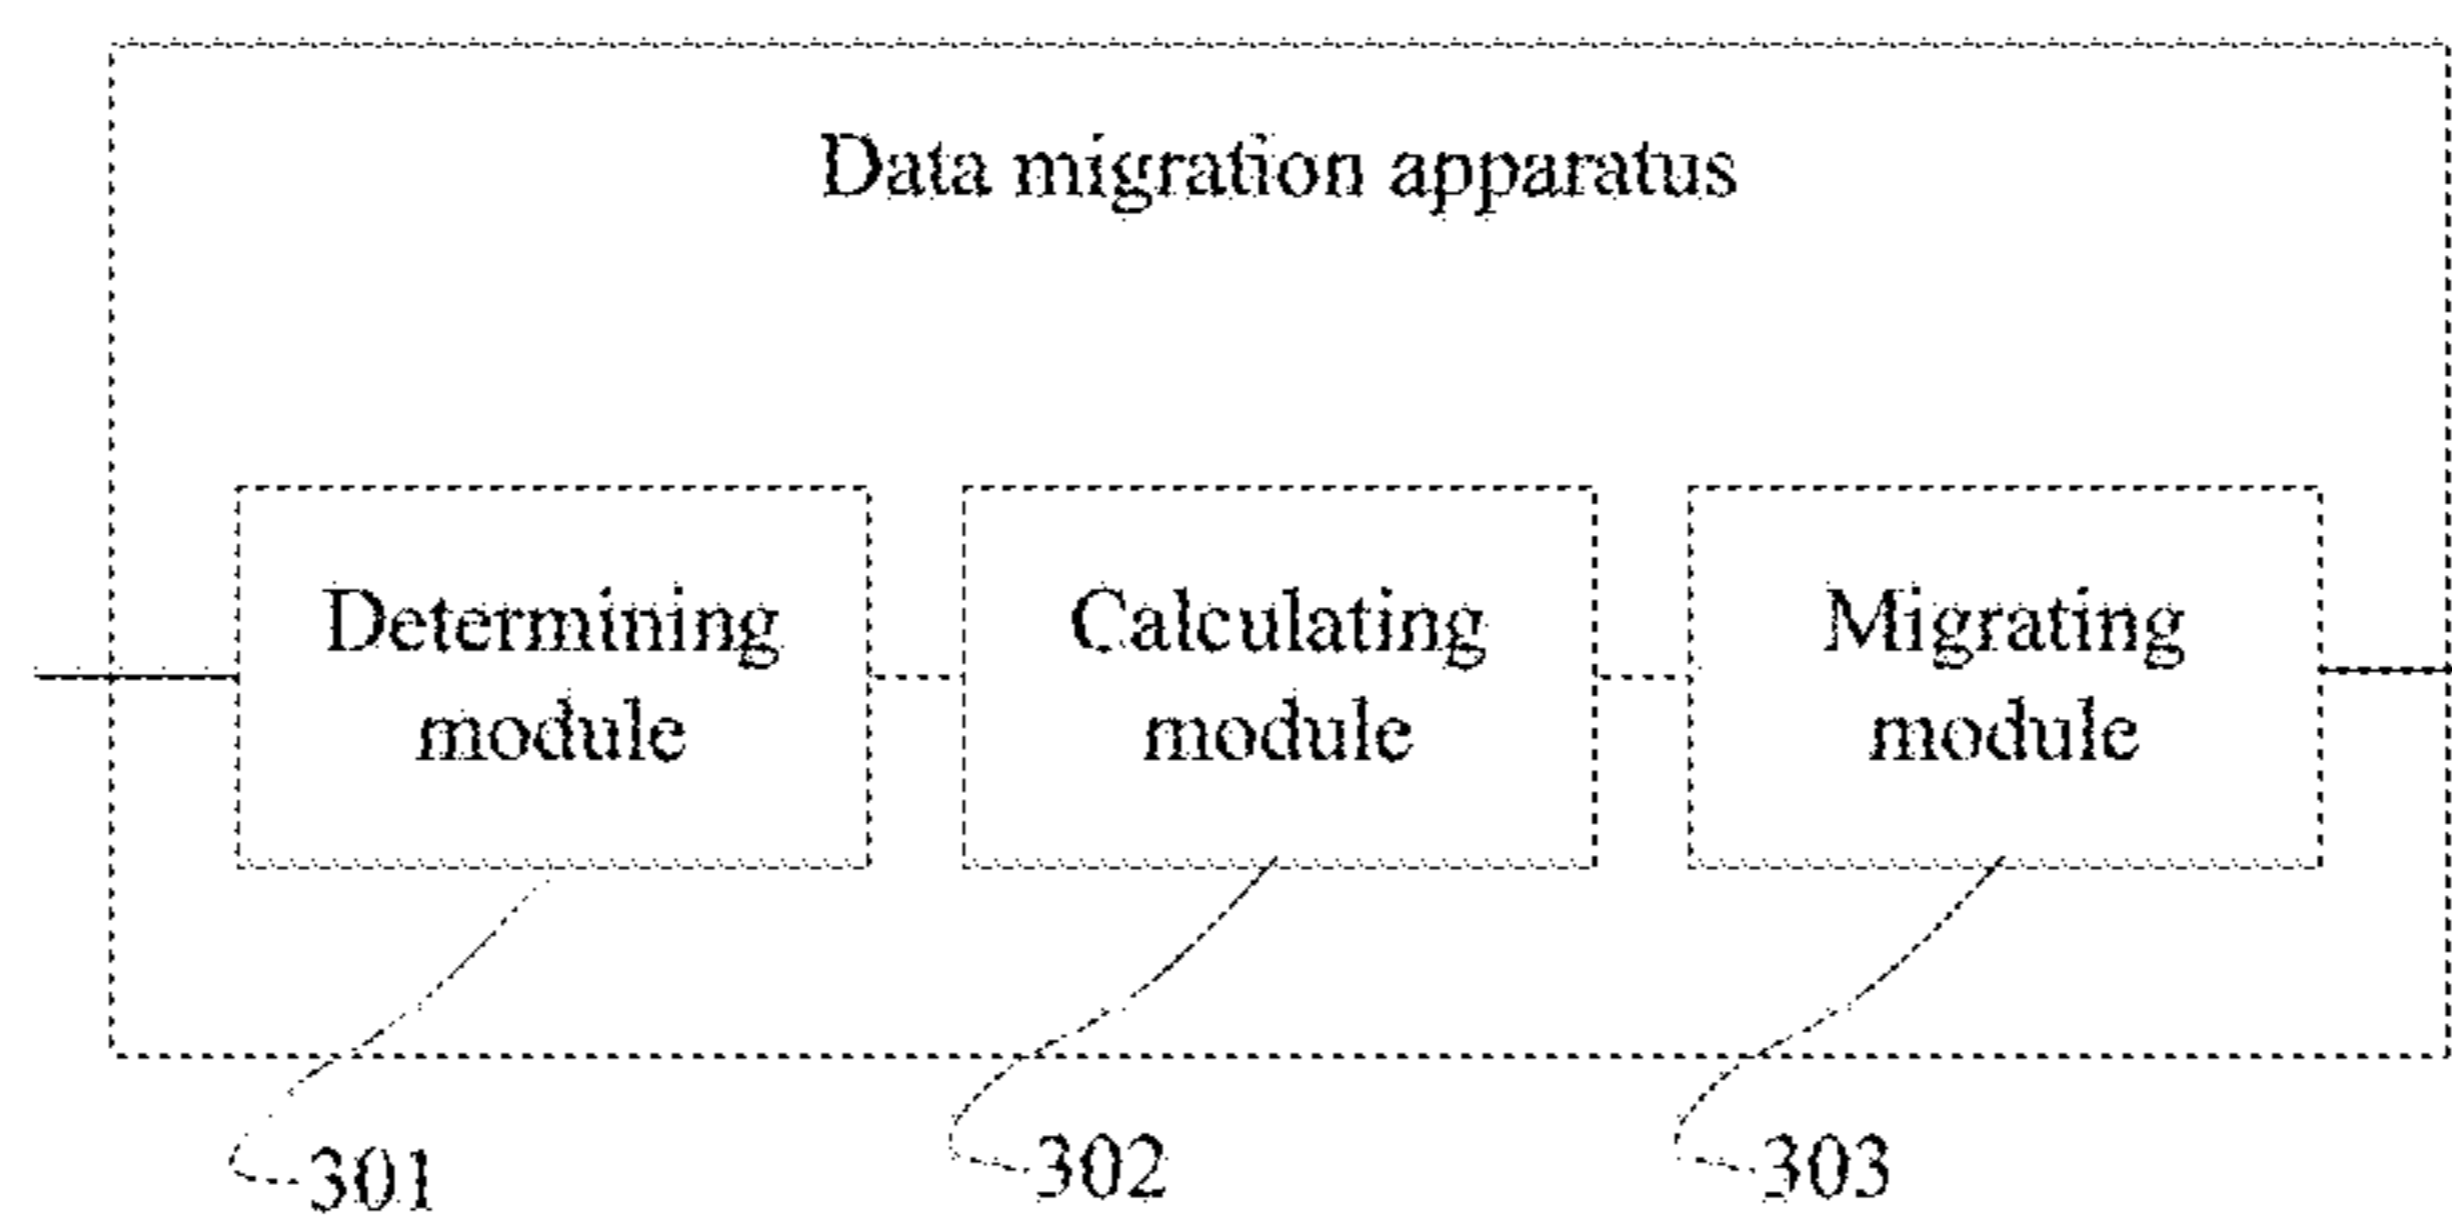 Data migration apparatus
Determining
module
Calculating
module
Migrating
module
301
302
303